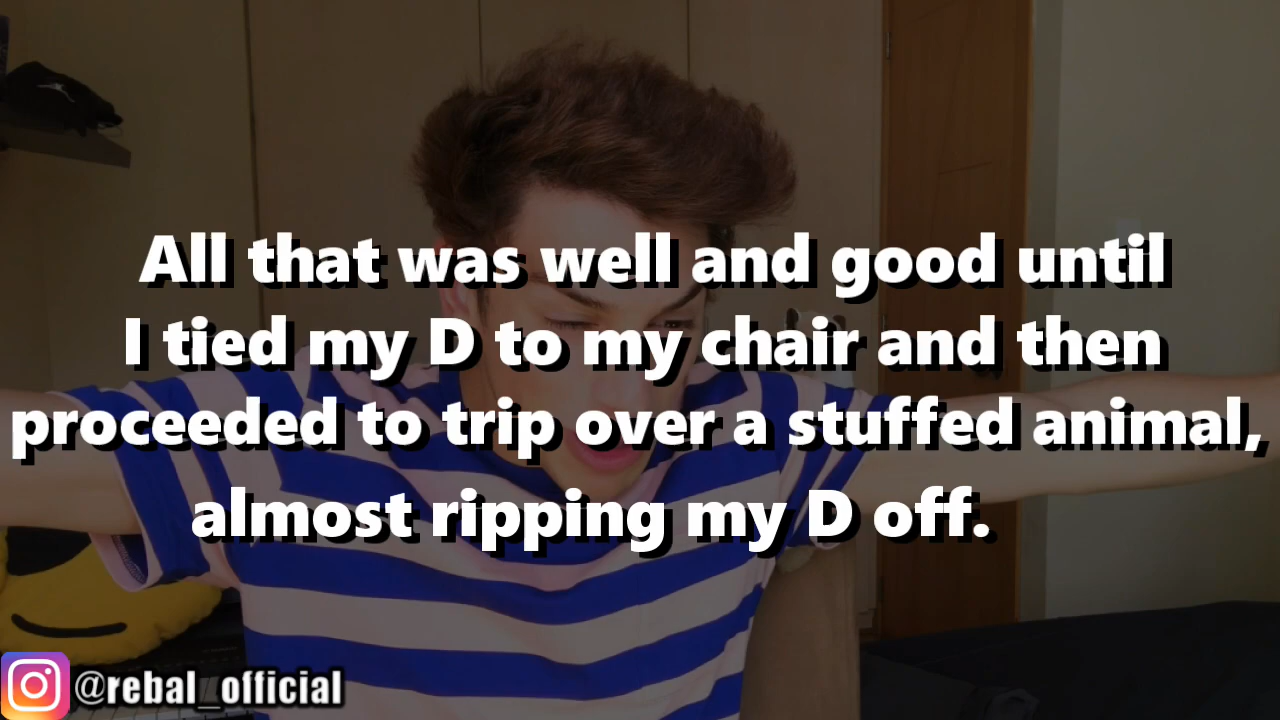 All that was well and good until
I tied my D to my chair and then
proceeded to trip over a stuffed animal,
almost ripping my D off.
@rebal_official